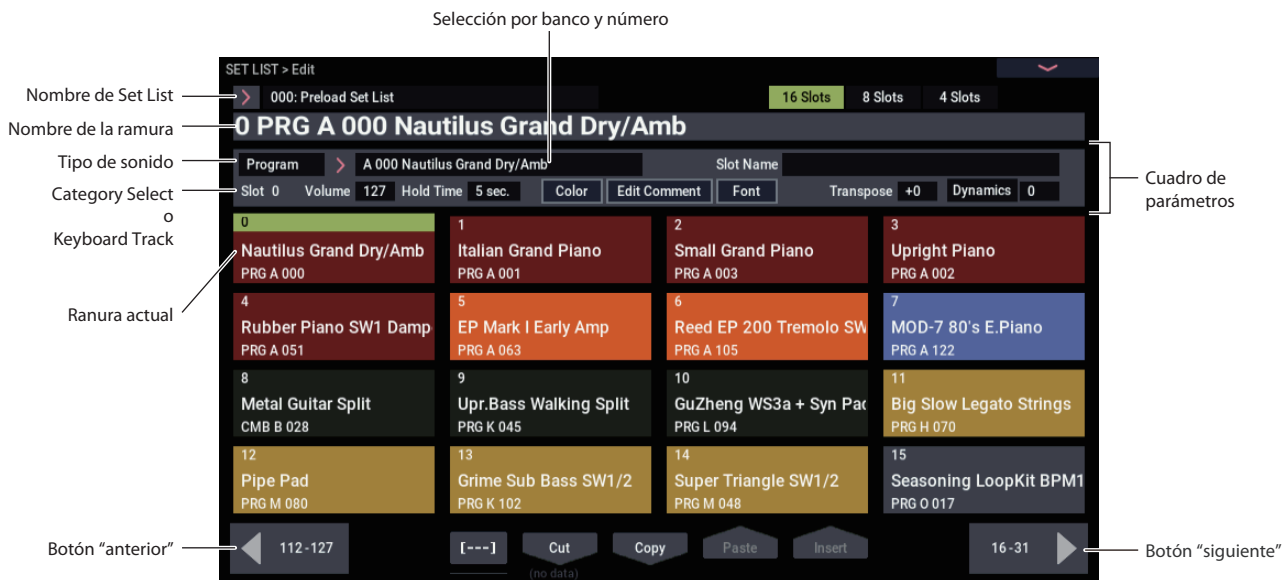 Selección por banco y número
SET LIST > Edit
Nombre de Set List
000: Preload Set List
16 Slots 8 Slots 4 Slots
Nombre de la ramura
0 PRG A 000 Nautilus Grand Dry/Amb
Tipo de sonido
Program A 000 Nautilus Grand Dry/Amb Slot Name
Category Select
o
Keyboard Track
Slot 0 Volume 127 Hold Time 5 sec. Color Edit Comment Font Transpose +0 Dynamics 0
Cuadro de
parámetros
0 1 2 3
Nautilus Grand Dry/Amb Italian Grand Piano Small Grand Piano Upright Piano
PRG A 000 PRG A 001 PRG A 003 PRG A 002
Ranura actual
4 5 6 7
Rubber Piano SW1 Damp EP Mark I Early Amp Reed EP 200 Tremolo SW MOD-7 80's E.Piano
PRG A 051 PRG A 063 PRG A 105 PRG A 122
8 9 10 11
Metal Guitar Split Upr.Bass Walking Split GuZheng WS3a + Syn Pad Big Slow Legato Strings
CMB B 028 PRG K 045 PRG L 094 PRG H 070
12 13 14 15
Pipe Pad Grime Sub Bass SW1/2 Super Triangle SW1/2 Seasoning LoopKit BPM1
PRG M 080 PRG K 102 PRG M 048 PRG O 017
Botón “anterior”
112-127 [---] Cut Copy Paste Insert 16-31
(no data)
Botón “siguiente”